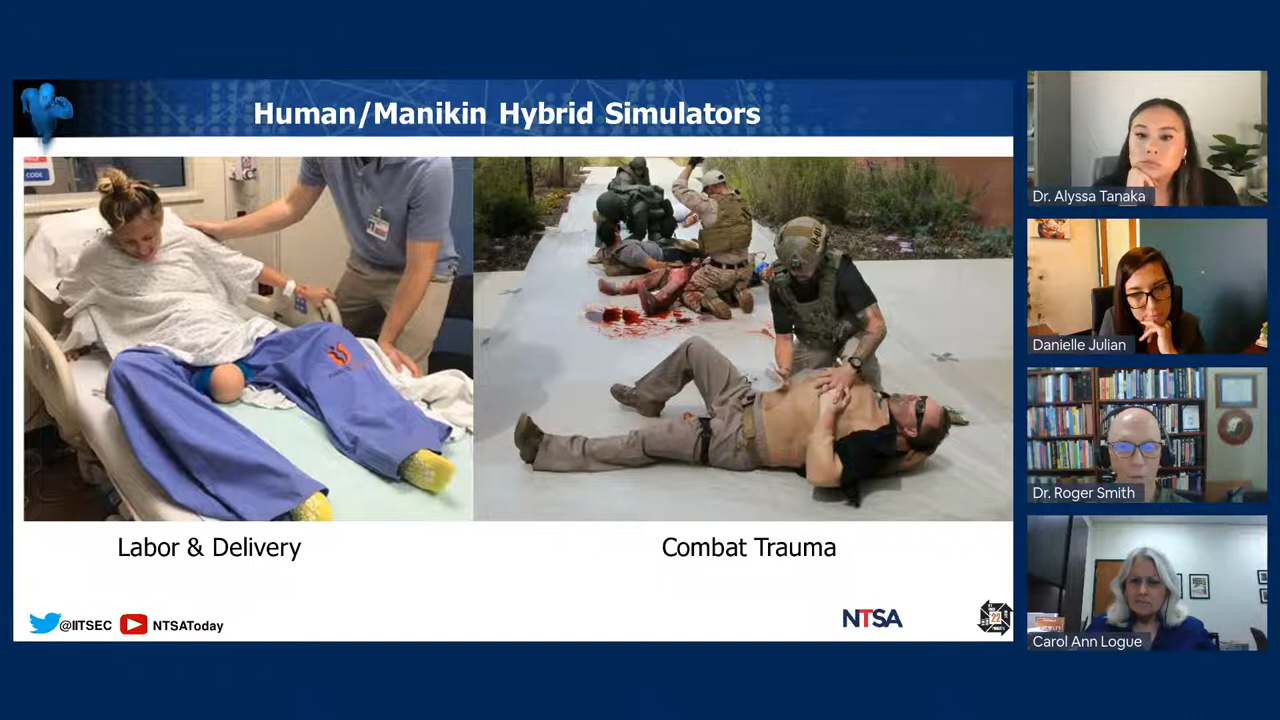 Human/Manikin Hybrid Simulators
CODE
Labor & Delivery
Combat Trauma
@IITSEC
NTSAToday
NTSA
Dr. Alyssa Tanaka
Danielle Julian
Dr. Roger Smith
Carol Ann Logue